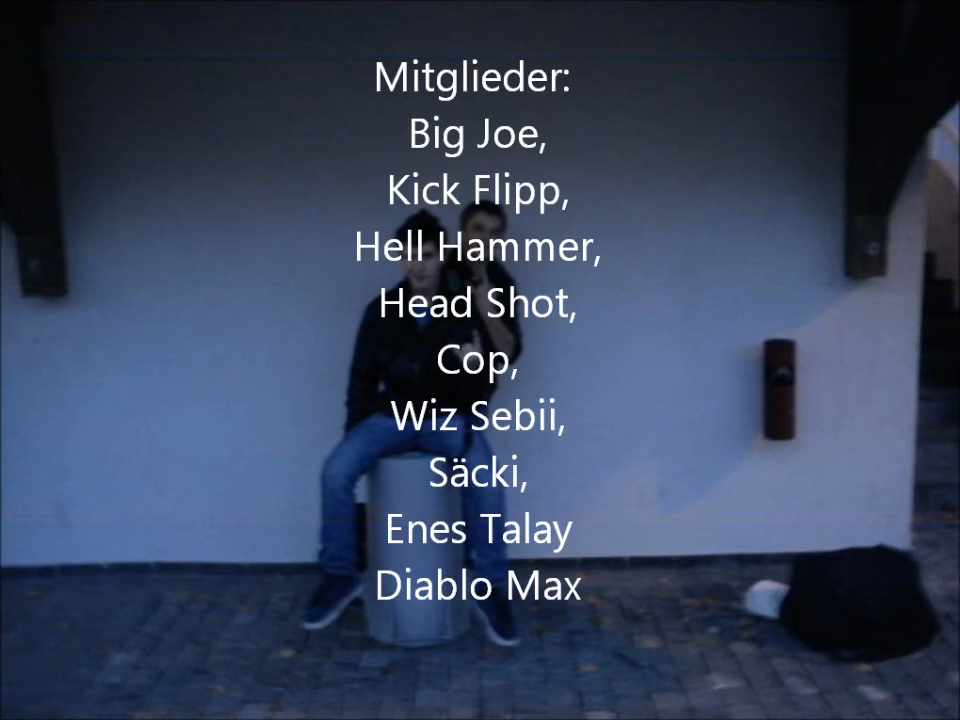 Mitglieder:
Big Joe,
Kick Flipp,
Hell Hammer,
Head Shot,
Cop,
Wiz Sebii,
Säcki,
Enes Talay
Diablo Max